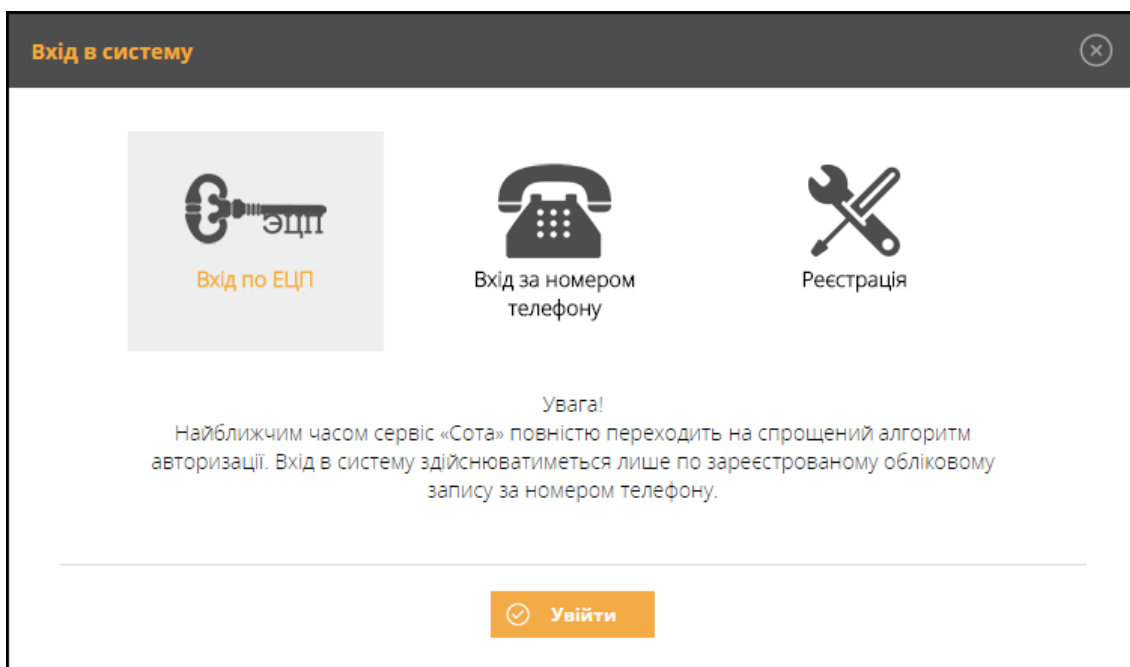 Вхід в систему
ЭЦП
Вхід по ЕЦП
Вхід за номером
телефону
Реєстрація
Увага!
Найближчим часом сервіс «Сота» повністю переходить на спрощений алгоритм
авторизації. Вхід в систему здійснюватиметься лише по зареєстрованому обліковому
запису за номером телефону.
Увійти